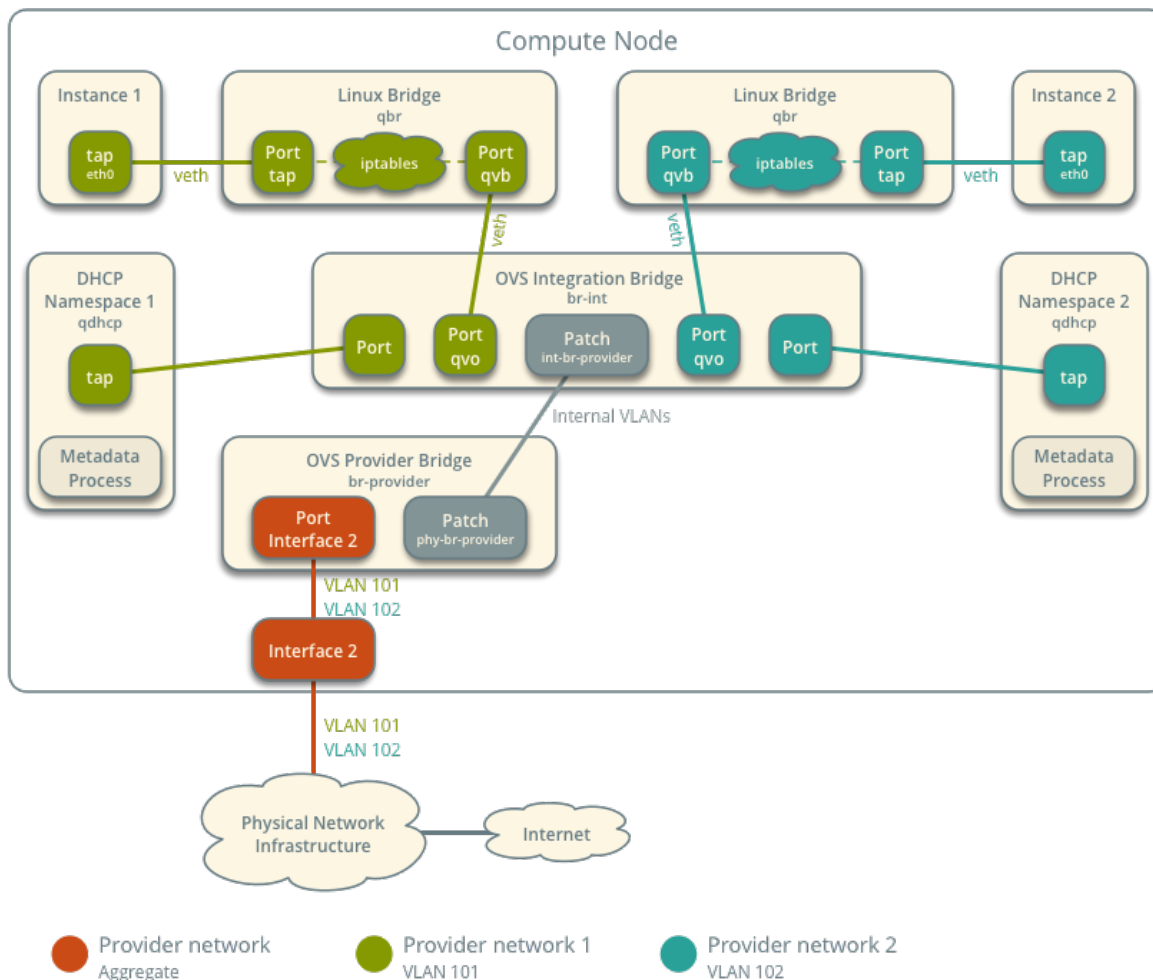 Compute Node
Instance 1
tap
eth0
veth
Linux Bridge
qbr
Port
tap
iptables
Port
qvb
veth
Linux Bridge
qbr
Port
qvb
iptables
Port
tap
veth
veth
Instance 2
tap
eth0
DHCP
Namespace 1
qdhcp
tap
Metadata
Process
OVS Integration Bridge
br-int
Port
Port
qvo
Patch
int-br-provider
Port
qvo
Port
DHCP
Namespace 2
qdhcp
tap
Metadata
Process
Internal VLANs
OVS Provider Bridge
br-provider
Port
Interface 2
Patch
phy-br-provider
VLAN 101
VLAN 102
Interface 2
VLAN 101
VLAN 102
Physical Network
Infrastructure
Internet
Provider network
Aggregate
Provider network 1
VLAN 101
Provider network 2
VLAN 102